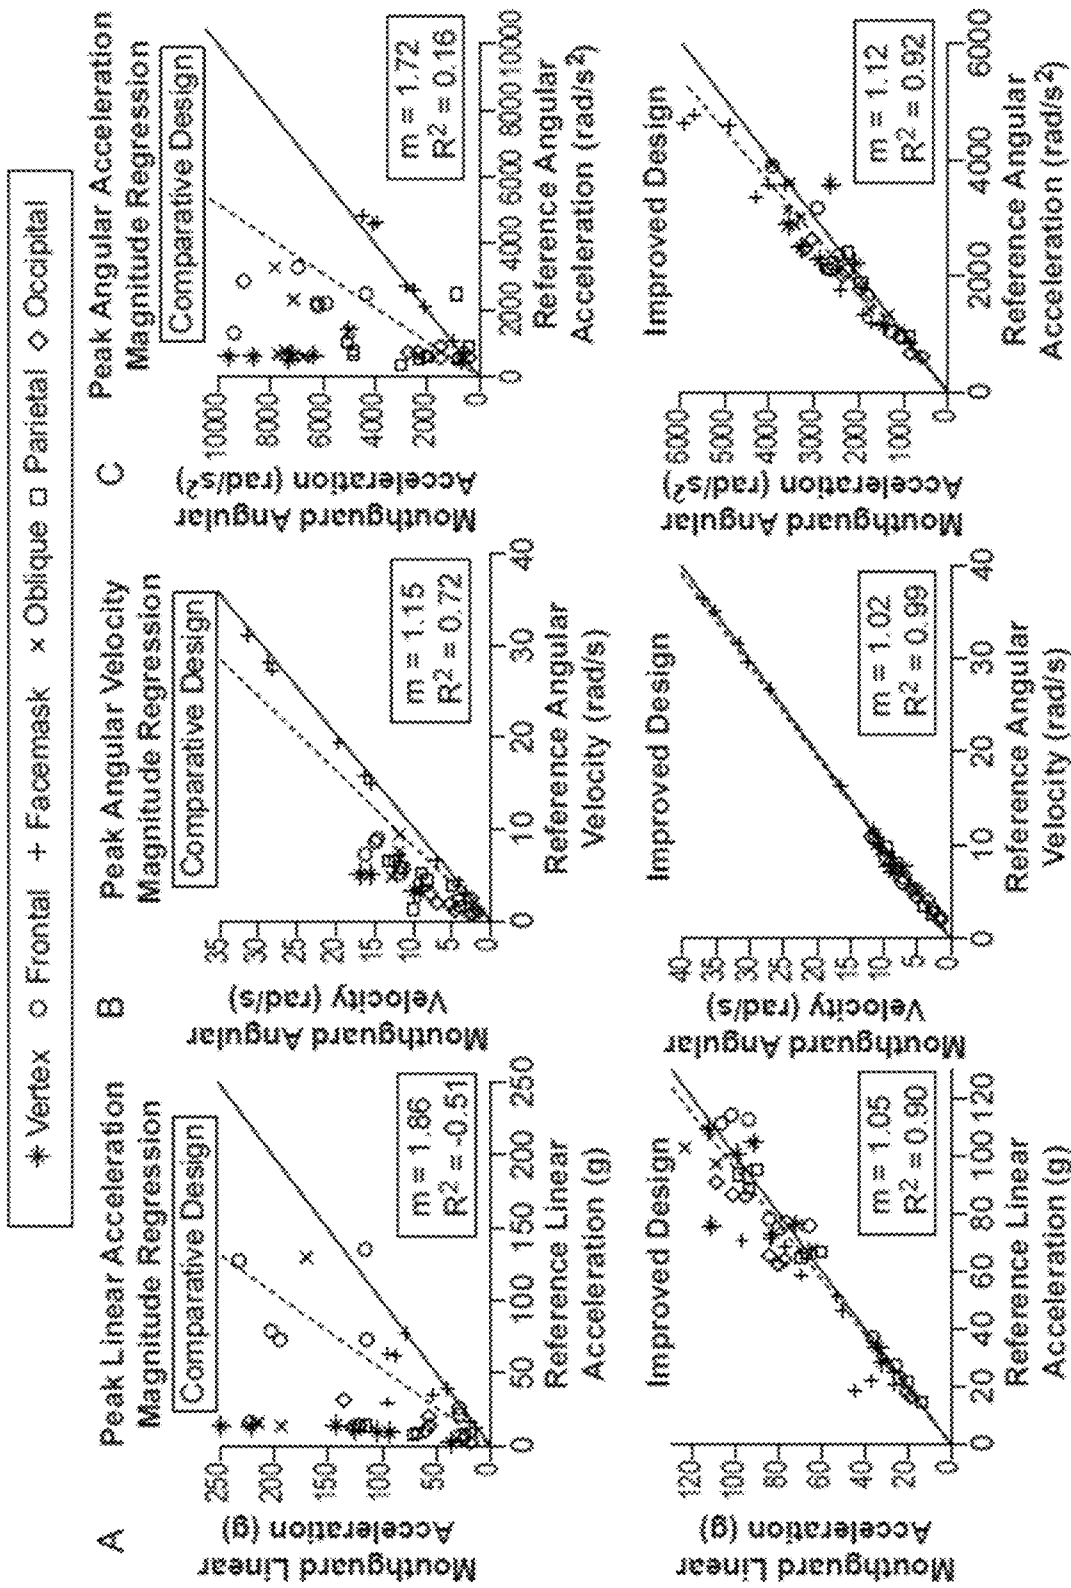 ✳ Vertex ○ Frontal + Facemask × Oblique □ Parietal ◇ Occipital
A
Peak Linear Acceleration
Magnitude Regression
Comparative Design
Mouthguard Linear
Acceleration (g)
250
200
150
100
50
0
m = 1.86
R² = -0.51
0 50 100 150 200 250
Reference Linear
Acceleration (g)
B
Peak Angular Velocity
Magnitude Regression
Comparative Design
Mouthguard Angular
Velocity (rad/s)
35
30
25
20
15
10
5
0
m = 1.15
R² = 0.72
0 10 20 30 40
Reference Angular
Velocity (rad/s)
C
Peak Angular Acceleration
Magnitude Regression
Comparative Design
Mouthguard Angular
Acceleration (rad/s²)
10000
8000
6000
4000
2000
0
m = 1.72
R² = 0.16
0 2000 4000 6000 8000 10000
Reference Angular
Acceleration (rad/s²)
Improved Design
Mouthguard Linear
Acceleration (g)
120
100
80
60
40
20
0
m = 1.05
R² = 0.90
0 20 40 60 80 100 120
Reference Linear
Acceleration (g)
Improved Design
Mouthguard Angular
Velocity (rad/s)
40
35
30
25
20
15
10
5
0
m = 1.02
R² = 0.99
0 10 20 30 40
Reference Angular
Velocity (rad/s)
Improved Design
Mouthguard Angular
Acceleration (rad/s²)
6000
5000
4000
3000
2000
1000
0
m = 1.12
R² = 0.92
0 2000 4000 6000
Reference Angular
Acceleration (rad/s²)